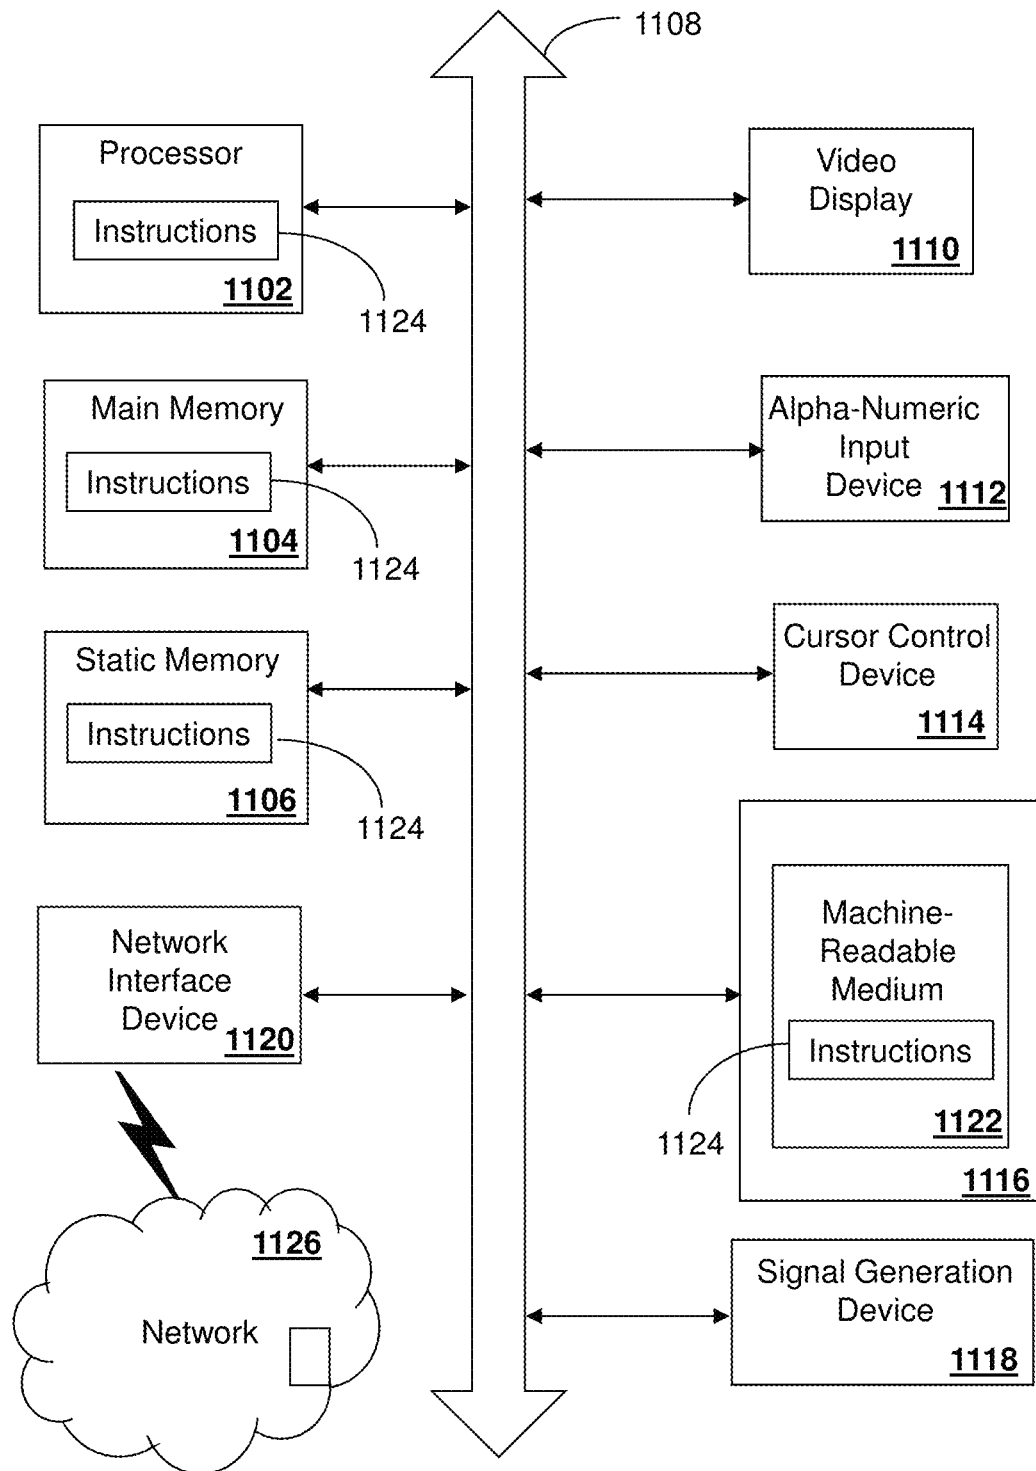 1108
Processor
Instructions
1102
1124
Main Memory
Instructions
1104
1124
Static Memory
Instructions
1106
1124
Network
Interface
Device
1120
1126
Network
Video
Display
1110
Alpha-Numeric
Input
Device
1112
Cursor Control
Device
1114
Machine-
Readable
Medium
Instructions
1124
1122
1116
Signal Generation
Device
1118